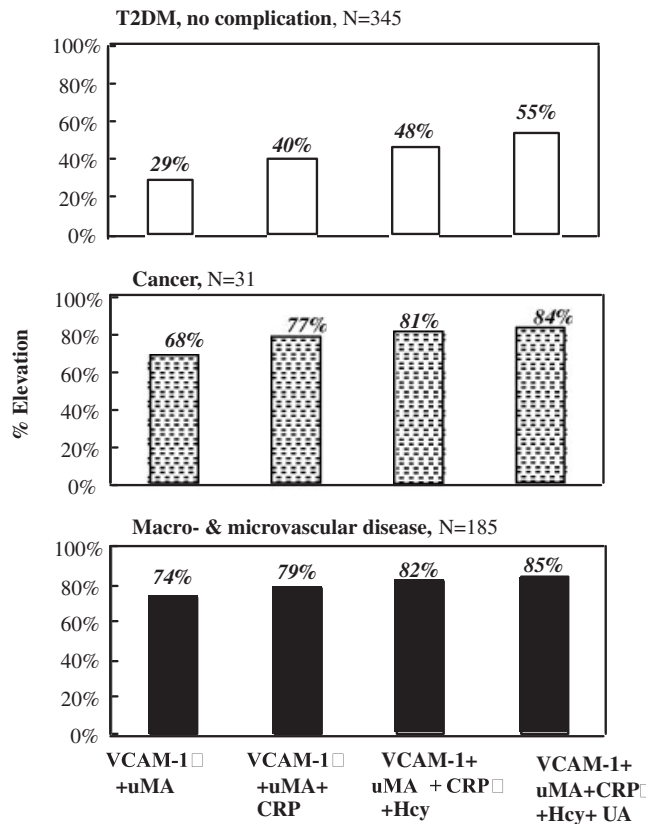 T2DM, no complication, N=345
100%
80%
60%
40%
20%
0%
29%
40%
48%
55%
Cancer, N=31
100%
80%
60%
40%
20%
0%
68%
77%
81%
84%
% Elevation
Macro- & microvascular disease, N=185
100%
80%
60%
40%
20%
0%
74%
79%
82%
85%
VCAM-1□
+uMA
VCAM-1□
+uMA+
CRP
VCAM-1+
uMA + CRP□
+Hcy
VCAM-1+
uMA+CRP□
+Hcy+ UA